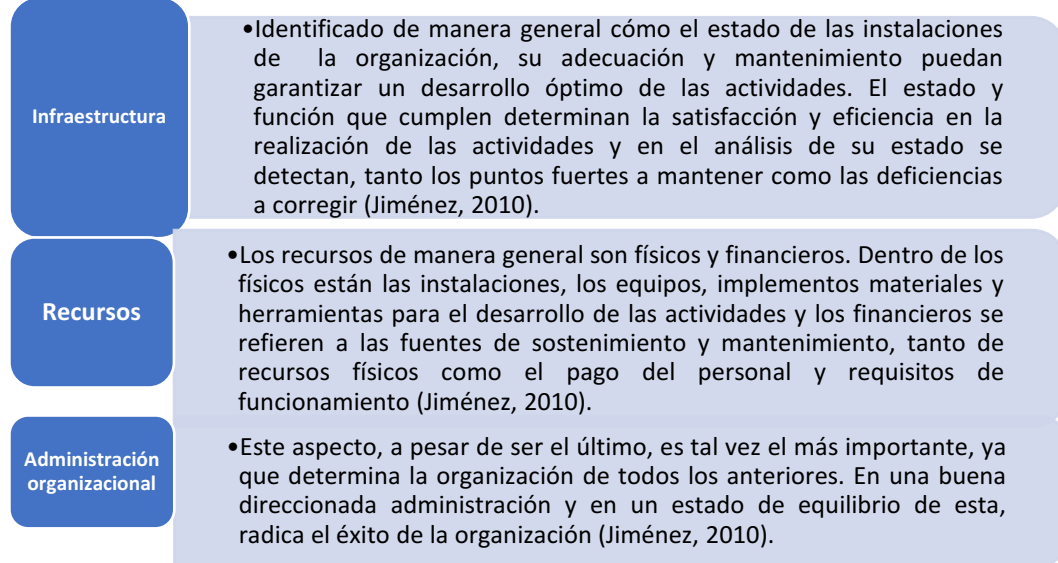 Infraestructura
•Identificado de manera general cómo el estado de las instalaciones
de la organización, su adecuación y mantenimiento puedan
garantizar un desarrollo óptimo de las actividades. El estado y
función que cumplen determinan la satisfacción y eficiencia en la
realización de las actividades y en el análisis de su estado se
detectan, tanto los puntos fuertes a mantener como las deficiencias
a corregir (Jiménez, 2010).
Recursos
•Los recursos de manera general son físicos y financieros. Dentro de los
físicos están las instalaciones, los equipos, implementos materiales y
herramientas para el desarrollo de las actividades y los financieros se
refieren a las fuentes de sostenimiento y mantenimiento, tanto de
recursos físicos como el pago del personal y requisitos de
funcionamiento (Jiménez, 2010).
Administración
organizacional
•Este aspecto, a pesar de ser el último, es tal vez el más importante, ya
que determina la organización de todos los anteriores. En una buena
direccionada administración y en un estado de equilibrio de esta,
radica el éxito de la organización (Jiménez, 2010).